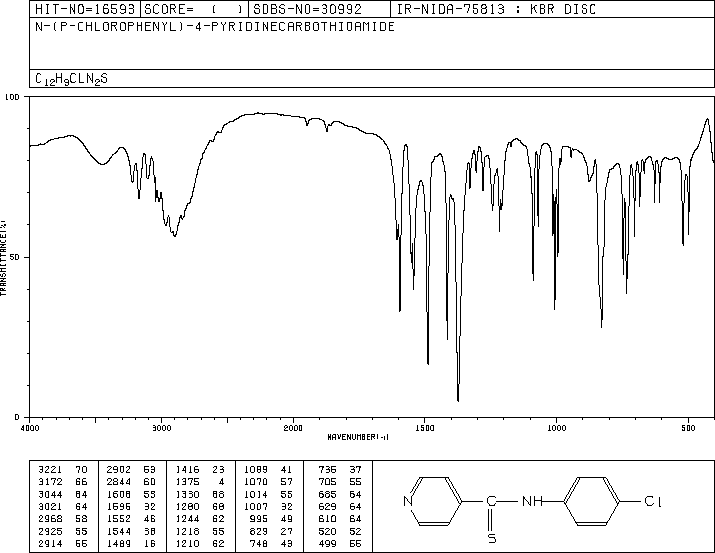 HIT-NO=16593 SCORE= ( ) SDBS-NO=30992 IR-NIDA-75813 : KBR DISC
N-(P-CHLOROPHENYL)-4-PYRIDINECARBOTHIOAMIDE
C12H9CLN2S
100
50
0
TRANSMITTANCE(%)
4000 3000 2000 1500 1000 500
WAVENUMBER(-1)
3221 70 2902 53 1416 23 1089 41 736 37
3172 66 2844 60 1375 4 1070 57 705 55
3044 64 1608 55 1330 68 1014 55 685 64
3021 64 1596 32 1280 68 1007 32 629 64
2968 58 1552 46 1244 62 995 49 610 64
2925 55 1544 38 1218 55 829 27 520 52
2914 55 1489 16 1210 62 748 43 499 55
N C S NH Cl